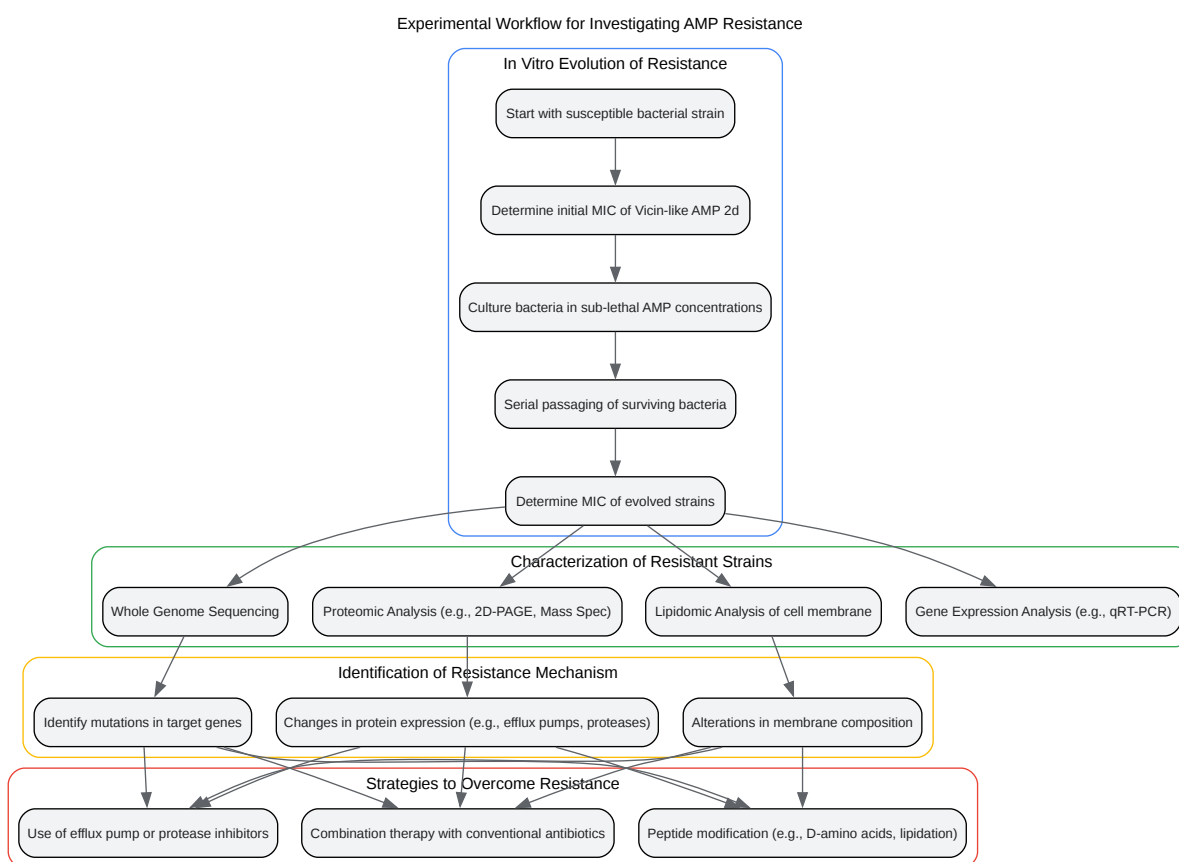 Experimental Workflow for Investigating AMP Resistance
In Vitro Evolution of Resistance
Start with susceptible bacterial strain
Determine initial MIC of Vicin-like AMP 2d
Culture bacteria in sub-lethal AMP concentrations
Serial passaging of surviving bacteria
Determine MIC of evolved strains
Characterization of Resistant Strains
Whole Genome Sequencing
Proteomic Analysis (e.g., 2D-PAGE, Mass Spec)
Lipidomic Analysis of cell membrane
Gene Expression Analysis (e.g., qRT-PCR)
Identification of Resistance Mechanism
Identify mutations in target genes
Changes in protein expression (e.g., efflux pumps, proteases)
Alterations in membrane composition
Strategies to Overcome Resistance
Use of efflux pump or protease inhibitors
Combination therapy with conventional antibiotics
Peptide modification (e.g., D-amino acids, lipidation)